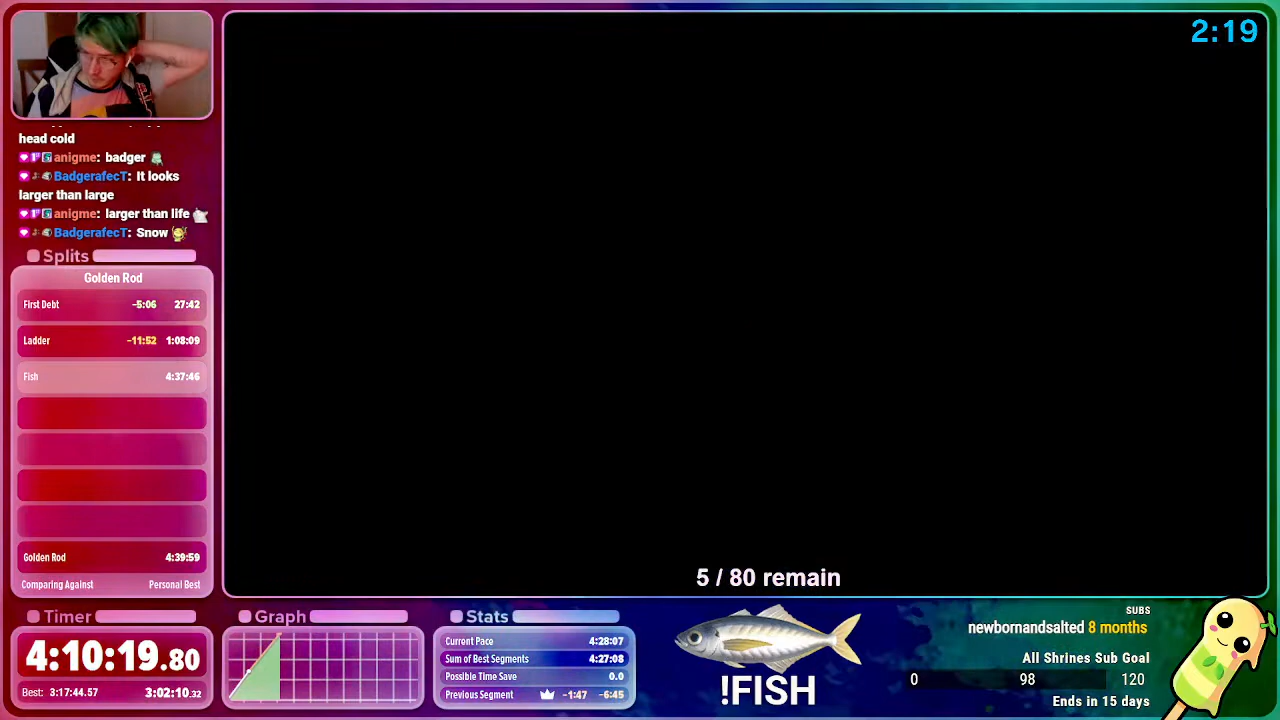 2:19
head cold
anigme: badger
BadgerafecT: It looks
larger than large
anigme: larger than life
BadgerafecT: Snow
Splits
Golden Rod
First Debt -5:06 27:42
Ladder -11:52 1:08:09
Fish 4:37:46
Golden Rod 4:39:59
Comparing Against Personal Best
5 / 80 remain
Timer
4:10:19.80
Best: 3:17:44.57 3:02:10.32
Graph
Stats
Current Pace 4:28:07
Sum of Best Segments 4:27:08
Possible Time Save 0.0
Previous Segment -1:47 -6:45
!FISH
SUBS
newbornandsalted 8 months
All Shrines Sub Goal
0 98 120
Ends in 15 days